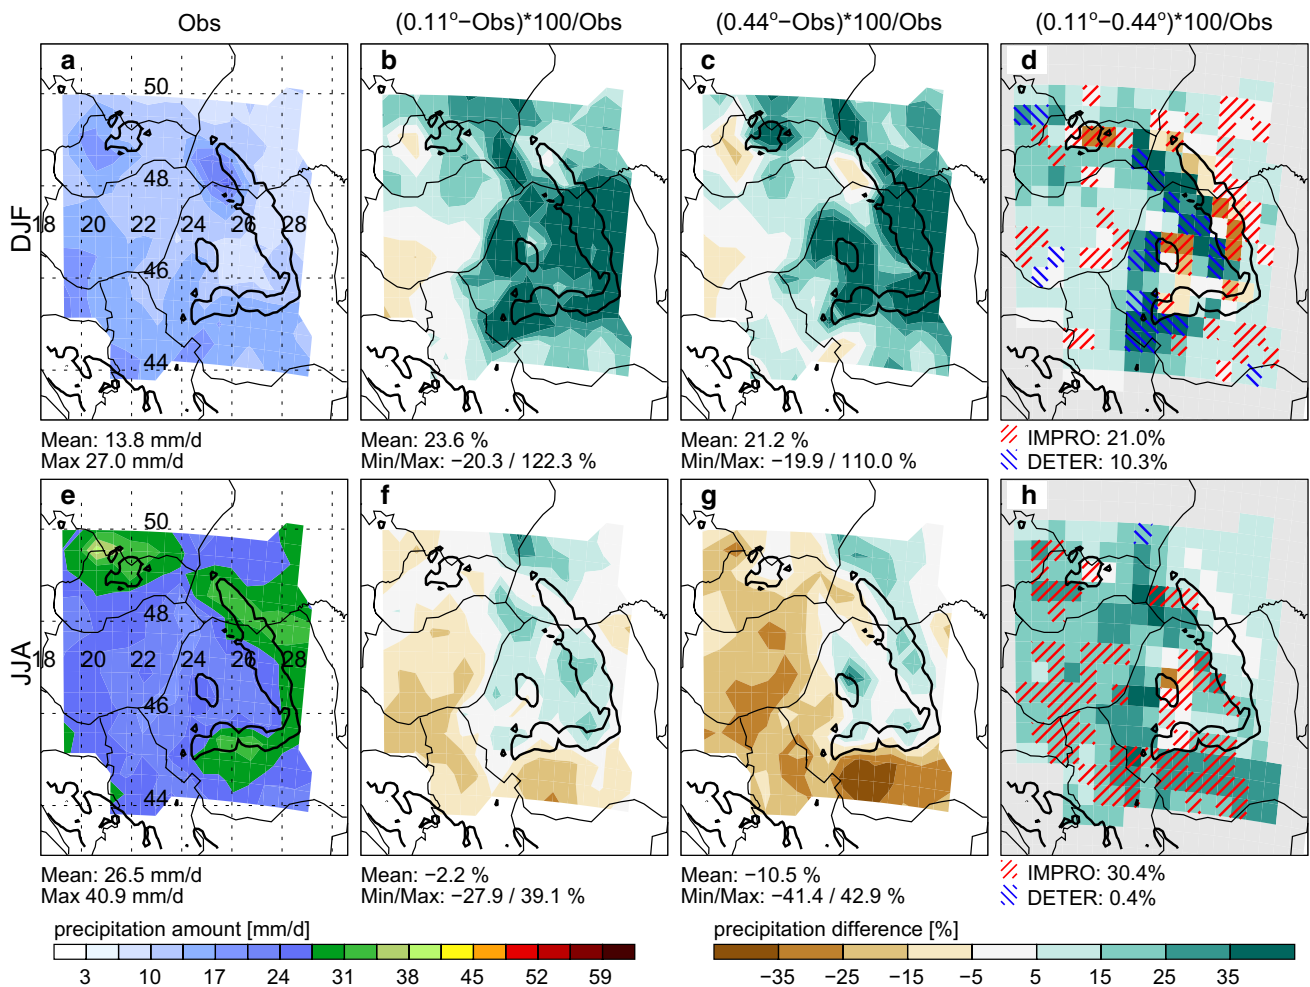 Obs
(0.11°−Obs)*100/Obs
(0.44°−Obs)*100/Obs
(0.11°−0.44°)*100/Obs
DJF
a
50
48
18 20 22 24 26 28
46
44
b
c
d
Mean: 13.8 mm/d
Max 27.0 mm/d
Mean: 23.6 %
Min/Max: −20.3 / 122.3 %
Mean: 21.2 %
Min/Max: −19.9 / 110.0 %
IMPRO: 21.0%
DETER: 10.3%
JJA
e
50
48
18 20 22 24 26 28
46
44
f
g
h
Mean: 26.5 mm/d
Max 40.9 mm/d
Mean: −2.2 %
Min/Max: −27.9 / 39.1 %
Mean: −10.5 %
Min/Max: −41.4 / 42.9 %
IMPRO: 30.4%
DETER: 0.4%
precipitation amount [mm/d]
3 10 17 24 31 38 45 52 59
precipitation difference [%]
−35 −25 −15 −5 5 15 25 35